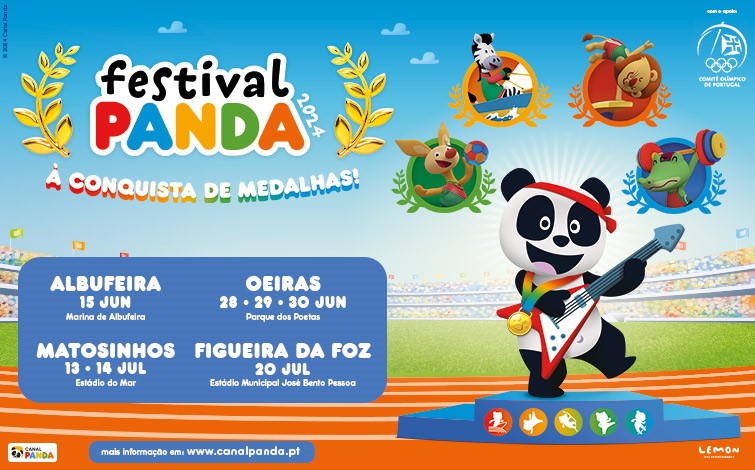 © 2024 Canal Panda
com o apoio:
COMITÉ OLÍMPICO
DE PORTUGAL
festival
PANDA
2024
À CONQUISTA DE MEDALHAS!
ALBUFEIRA
15 JUN
Marina de Albufeira
OEIRAS
28 • 29 • 30 JUN
Parque dos Poetas
MATOSINHOS
13 • 14 JUL
Estádio do Mar
FIGUEIRA DA FOZ
20 JUL
Estádio Municipal José Bento Pessoa
CANAL
PANDA
mais informação em: www.canalpanda.pt
LEMON